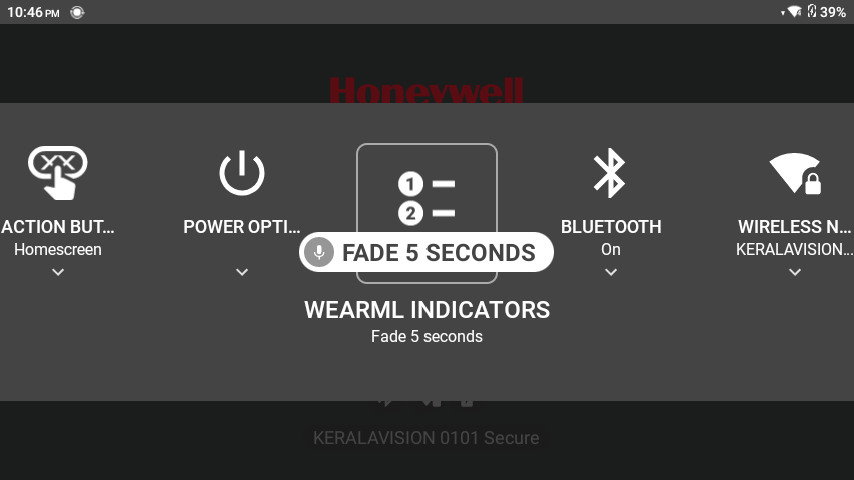 10:46 PM
39%
Honeywell
1
2
ACTION BUT...
Homescreen
POWER OPTI...
FADE 5 SECONDS
WEARML INDICATORS
Fade 5 seconds
BLUETOOTH
On
WIRELESS N...
KERALAVISION...
KERALAVISION 0101 Secure